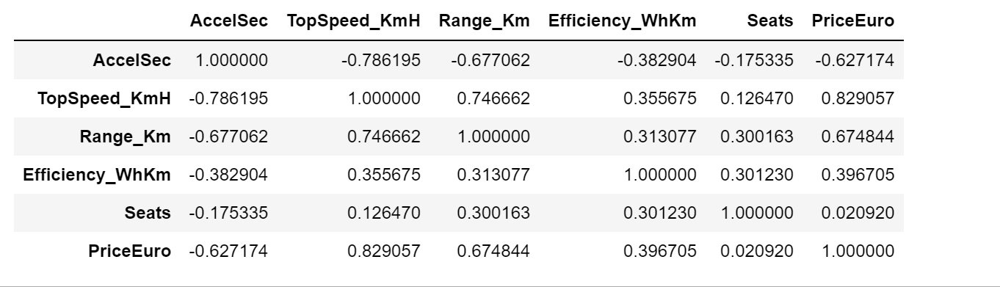 AccelSec TopSpeed_KmH Range_Km Efficiency_WhKm Seats PriceEuro
AccelSec 1.000000 -0.786195 -0.677062 -0.382904 -0.175335 -0.627174
TopSpeed_KmH -0.786195 1.000000 0.746662 0.355675 0.126470 0.829057
Range_Km -0.677062 0.746662 1.000000 0.313077 0.300163 0.674844
Efficiency_WhKm -0.382904 0.355675 0.313077 1.000000 0.301230 0.396705
Seats -0.175335 0.126470 0.300163 0.301230 1.000000 0.020920
PriceEuro -0.627174 0.829057 0.674844 0.396705 0.020920 1.000000